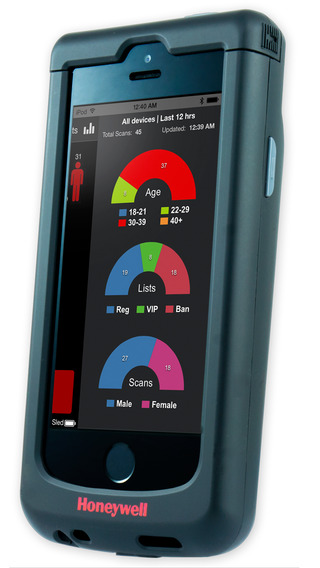 iPod
12:40 AM
All devices | Last 12 hrs
ts
Total Scans: 45 Updated: 12:39 AM
31
37
Age
18-21 22-29
30-39 40+
19 8 18
Lists
Reg VIP Ban
27 18
Scans
Male Female
Sled
Honeywell